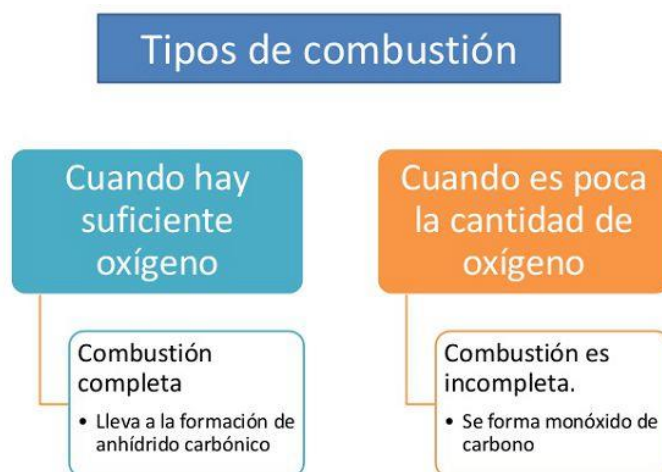 Tipos de combustión
Cuando hay
suficiente
oxígeno
Combustión
completa
• Lleva a la formación de
anhídrido carbónico
Cuando es poca
la cantidad de
oxígeno
Combustión es
incompleta.
• Se forma monóxido de
carbono